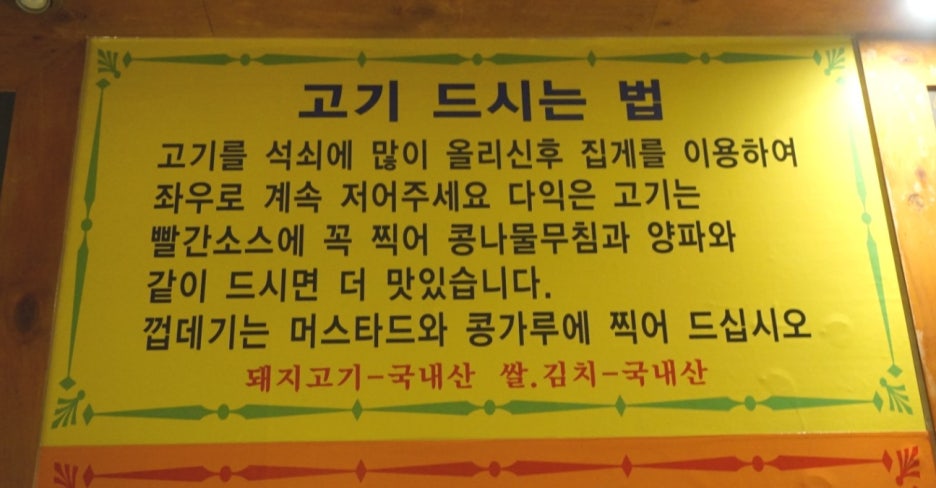 고기 드시는 법
고기를 석쇠에 많이 올리신후 집게를 이용하여
좌우로 계속 저어주세요 다익은 고기는
빨간소스에 꼭 찍어 콩나물무침과 양파와
같이 드시면 더 맛있습니다.
껍데기는 머스타드와 콩가루에 찍어 드십시오
돼지고기-국내산 쌀.김치-국내산